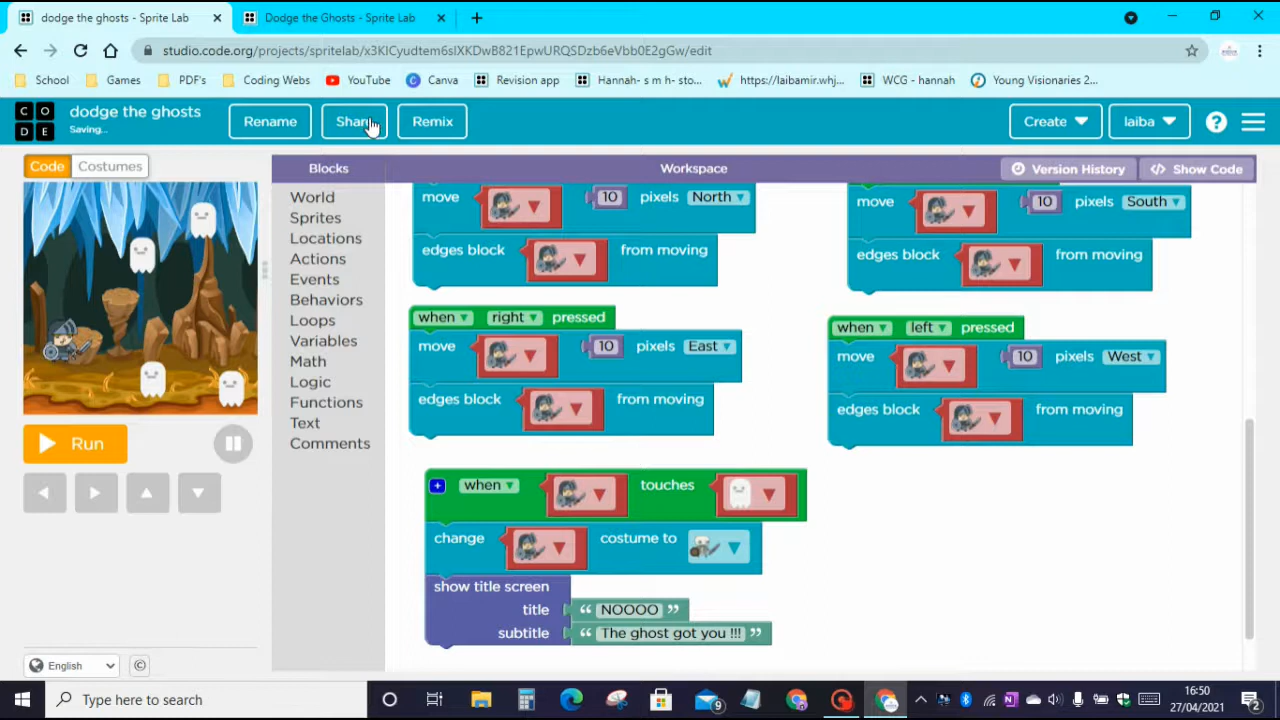 dodge the ghosts - Sprite Lab
Dodge the Ghosts - Sprite Lab
studio.code.org/projects/spritelab/x3KICyudtem6sIXKDwB821EpwURQSDzb6eVbb0E2gGw/edit
School
Games
PDF's
Coding Webs
YouTube
Canva
Revision app
Hannah- s m h- sto...
https://laibamir.whj...
WCG - hannah
Young Visionaries 2...
C O
D E
dodge the ghosts
Saving...
Rename
Share
Remix
Create
laiba
?
Code
Costumes
Blocks
Workspace
Version History
</> Show Code
World
Sprites
Locations
Actions
Events
Behaviors
Loops
Variables
Math
Logic
Functions
Text
Comments
move 10 pixels North
edges block from moving
move 10 pixels South
edges block from moving
when right pressed
move 10 pixels East
edges block from moving
when left pressed
move 10 pixels West
edges block from moving
+ when touches
change costume to
show title screen
title “ NOOOO ”
subtitle “ The ghost got you !!! ”
Run
English
©
Type here to search
9
16:50
27/04/2021
2